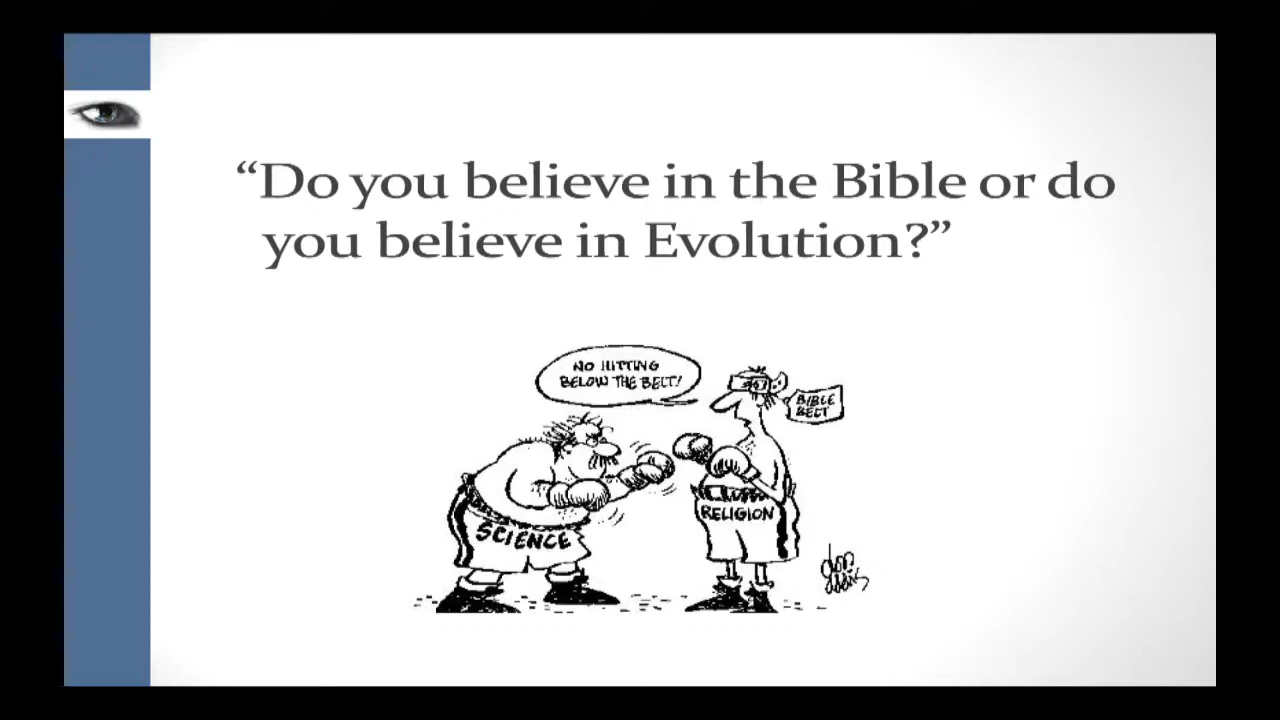 “Do you believe in the Bible or do
you believe in Evolution?”
NO HITTING
BELOW THE BELT!
BIBLE
BELT
SCIENCE
RELIGION